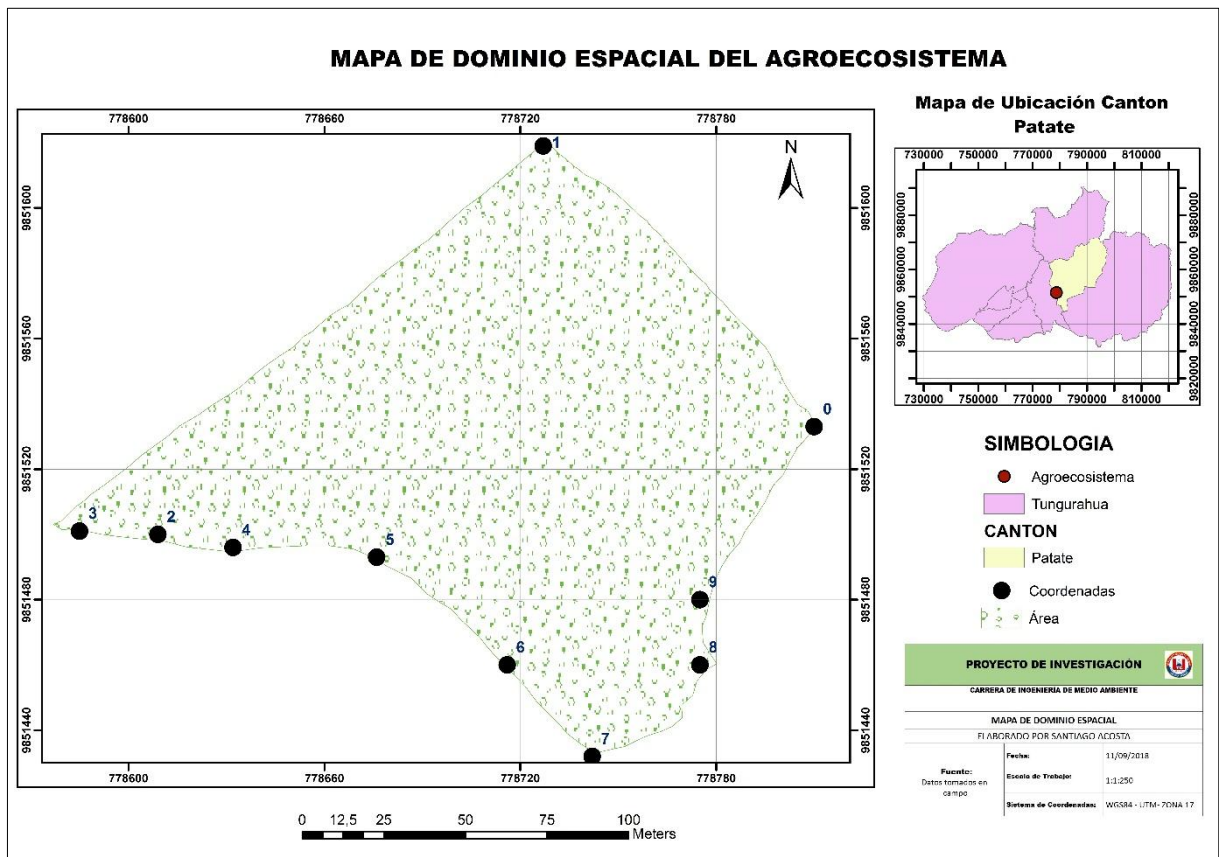 MAPA DE DOMINIO ESPACIAL DEL AGROECOSISTEMA
778600 778660 778720 778780
9851600 9851600
9851560 9851560
9851520 9851520
9851480 9851480
9851440 9851440
N
1
0
3
2
4
5
9
6
8
7
778600 778660 778720 778780
0 12,5 25 50 75 100
Meters
Mapa de Ubicación Canton
Patate
730000 750000 770000 790000 810000
9880000 9880000
9860000 9860000
9840000 9840000
9820000
730000 750000 770000 790000 810000
SIMBOLOGIA
Agroecosistema
Tungurahua
CANTON
Patate
Coordenadas
Área
PROYECTO DE INVESTIGACIÓN
CARRERA DE INGENIERIA DE MEDIO AMBIENTE
MAPA DE DOMINIO ESPACIAL
ELABORADO POR SANTIAGO ACOSTA
Fuente:
Datos tomados en
campo
Fecha: 11/09/2018
Escala de Trabajo: 1:1:250
Sistema de Coordenadas: WGS84 - UTM- ZONA 17